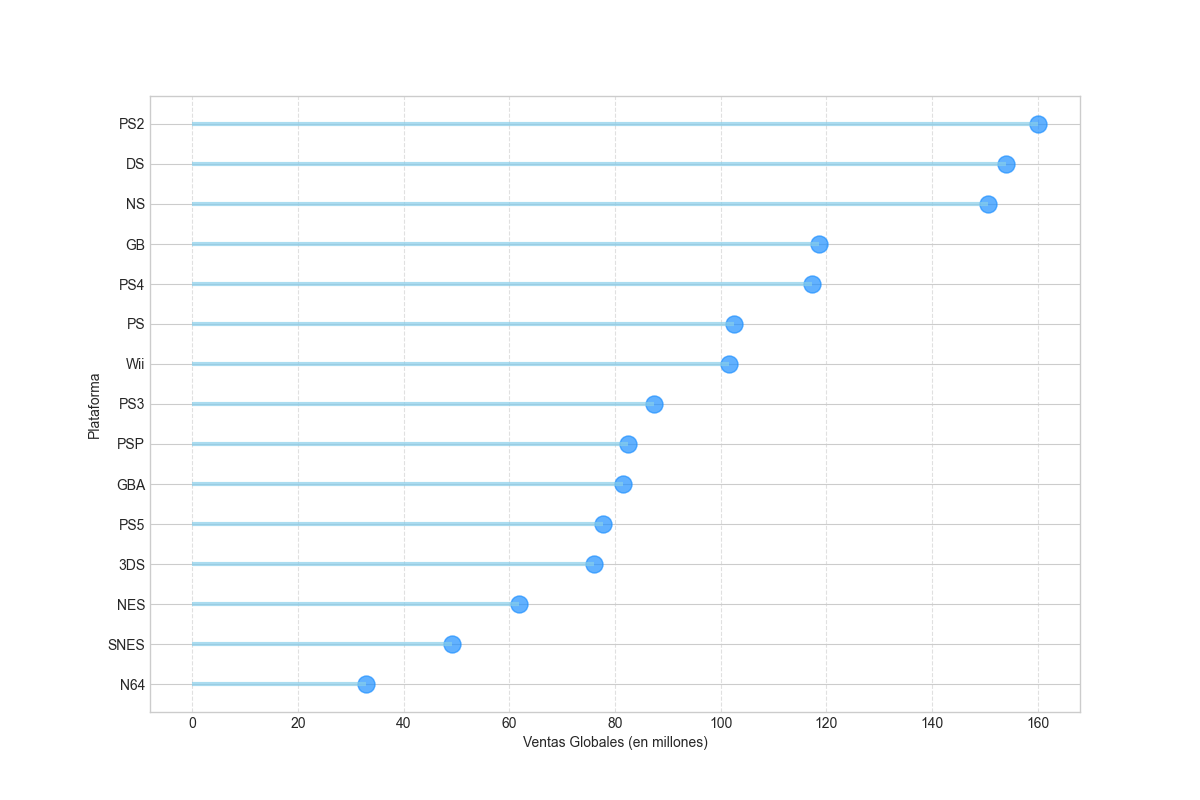 PS2
DS
NS
GB
PS4
PS
Wii
PS3
PSP
GBA
PS5
3DS
NES
SNES
N64
Plataforma
0 20 40 60 80 100 120 140 160
Ventas Globales (en millones)